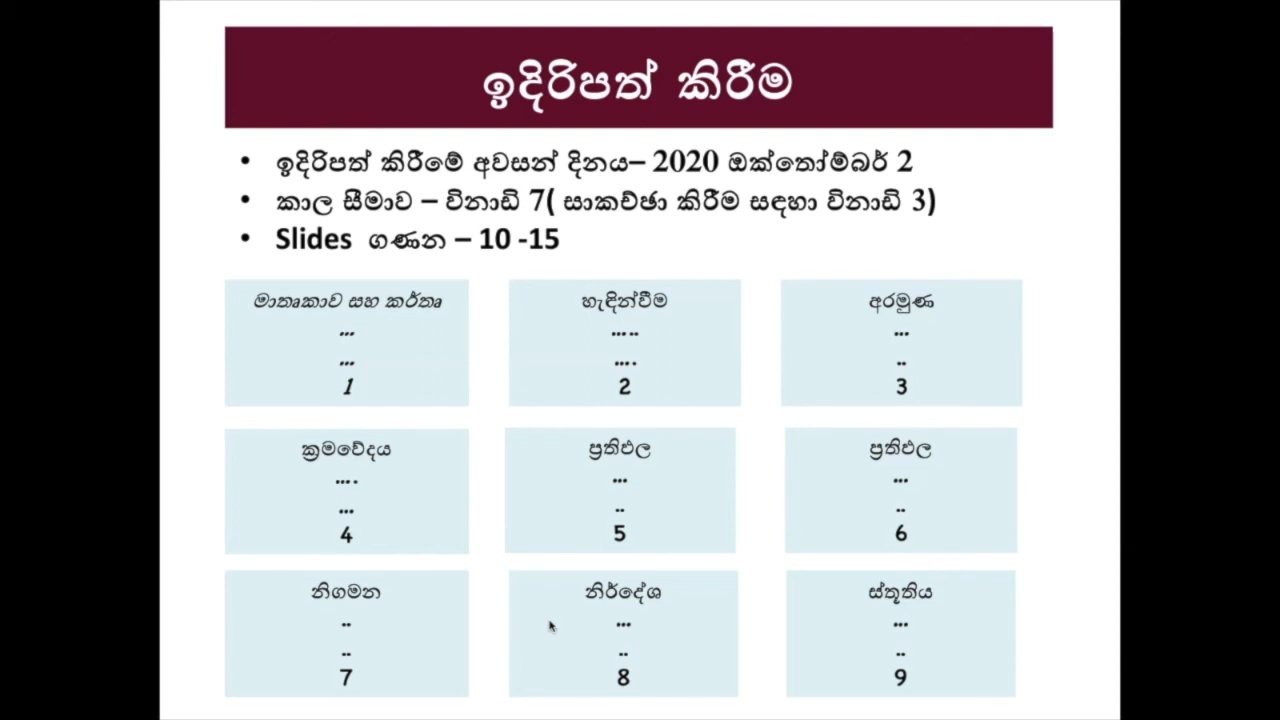 ඉදිරිපත් කිරීම
• ඉදිරිපත් කිරීමේ අවසන් දිනය– 2020 ඔක්තෝම්බර් 2
• කාල සීමාව – විනාඩි 7( සාකච්ඡා කිරීම සඳහා විනාඩි 3)
• Slides ගණන – 10 -15
මාතෘකාව සහ කර්තෘ
...
...
1
හැඳින්වීම
.....
....
2
අරමුණ
...
..
3
ක්‍රමවේදය
....
...
4
ප්‍රතිඵල
...
..
5
ප්‍රතිඵල
...
..
6
නිගමන
..
..
7
නිර්දේශ
...
..
8
ස්තූතිය
...
..
9